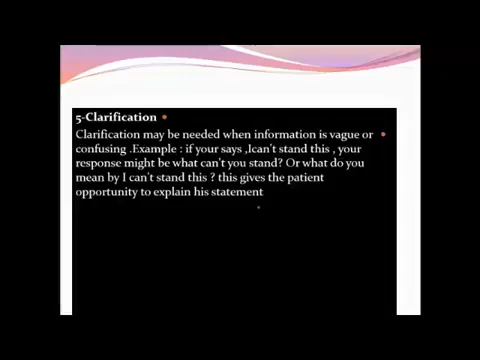 5-Clarification
Clarification may be needed when information is vague or
confusing .Example : if your says ,Ican't stand this , your
response might be what can't you stand? Or what do you
mean by I can't stand this ? this gives the patient
opportunity to explain his statement